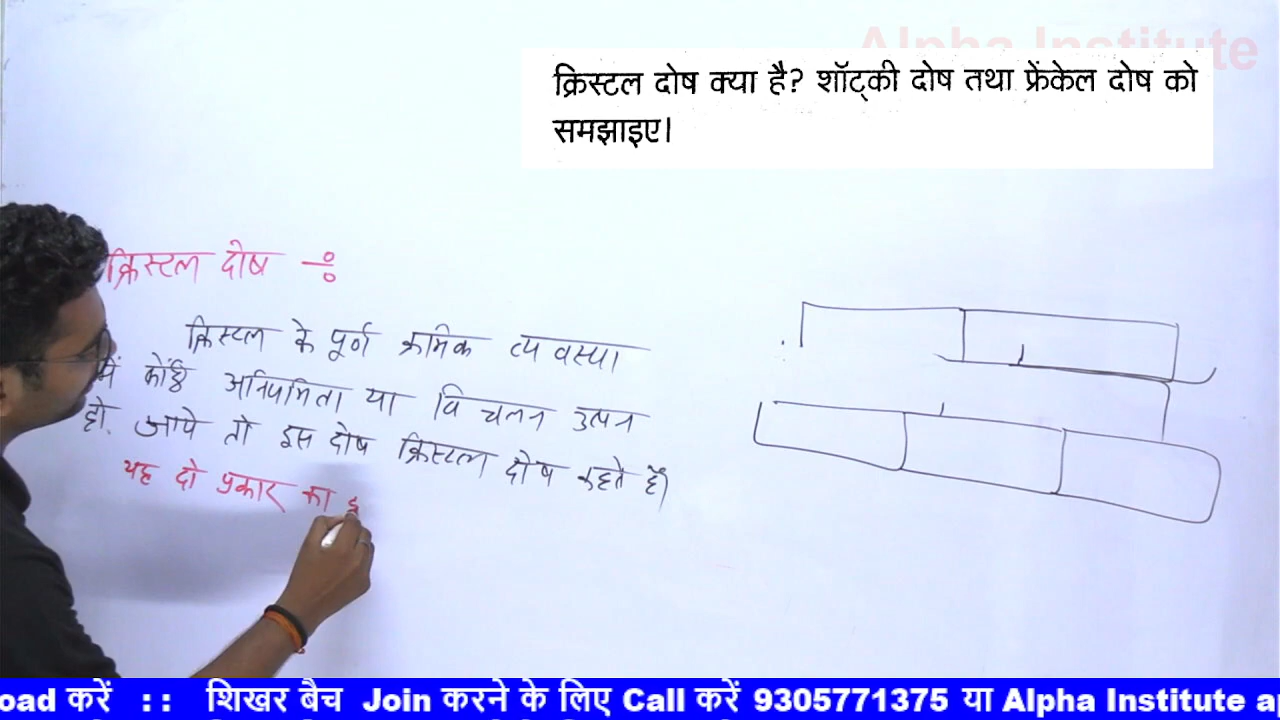 Alpha Institute
क्रिस्टल दोष क्या है? शॉट्की दोष तथा फ्रेंकेल दोष को
समझाइए।
क्रिस्टल दोष ÷
क्रिस्टल के पूर्ण क्रमिक व्यवस्था
में कोई अनियमिता या विचलन उत्पन
हो जाये तो इस दोष क्रिस्टल दोष कहते हैं।
यह दो प्रकार का
oad करें :: शिखर बैच Join करने के लिए Call करें 9305771375 या Alpha Institute a